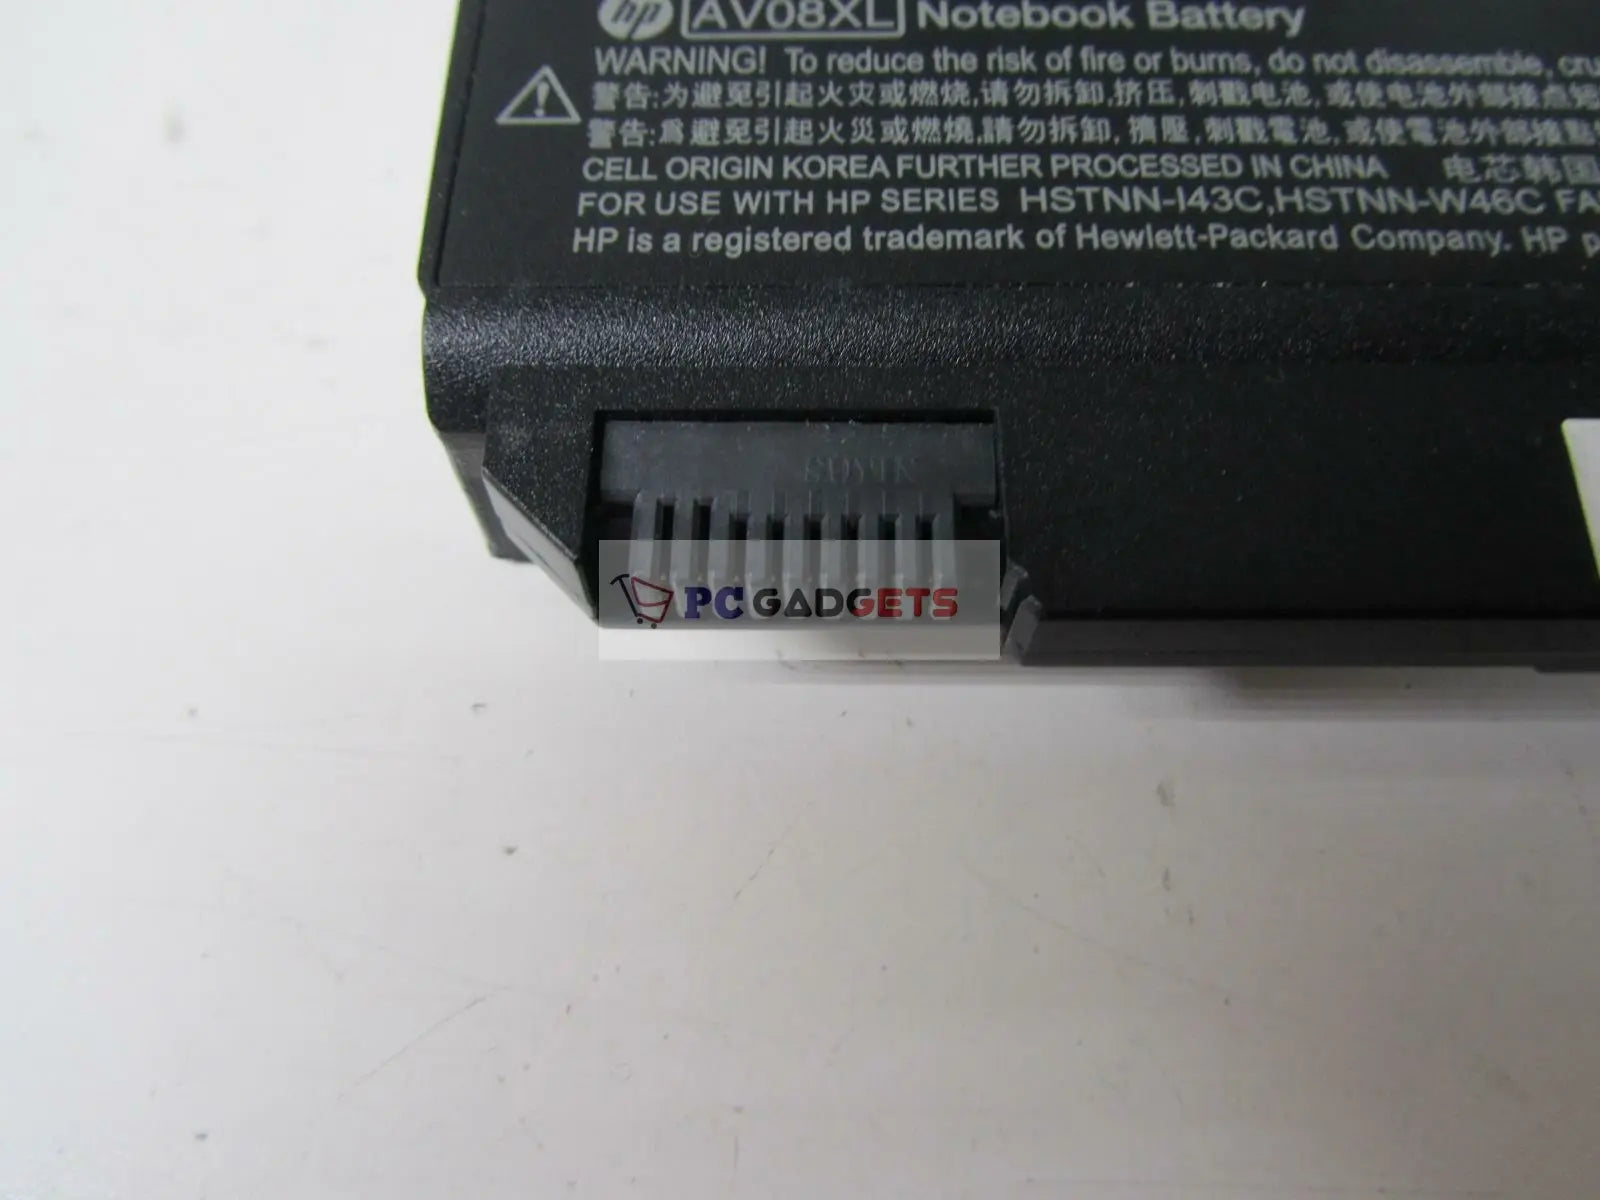 hp AV08XL Notebook Battery
WARNING! To reduce the risk of fire or burns, do not disassemble,
警告:为避免引起火灾或燃烧,请勿拆卸,挤压,刺戳电池,或使电池外部接点
警告:為避免引起火災或燃燒,請勿拆卸,擠壓,刺戳電池,或使電池外部接點
CELL ORIGIN KOREA FURTHER PROCESSED IN CHINA 电芯韩国
FOR USE WITH HP SERIES HSTNN-I43C,HSTNN-W46C
HP is a registered trademark of Hewlett-Packard Company. HP
PC GADGETS